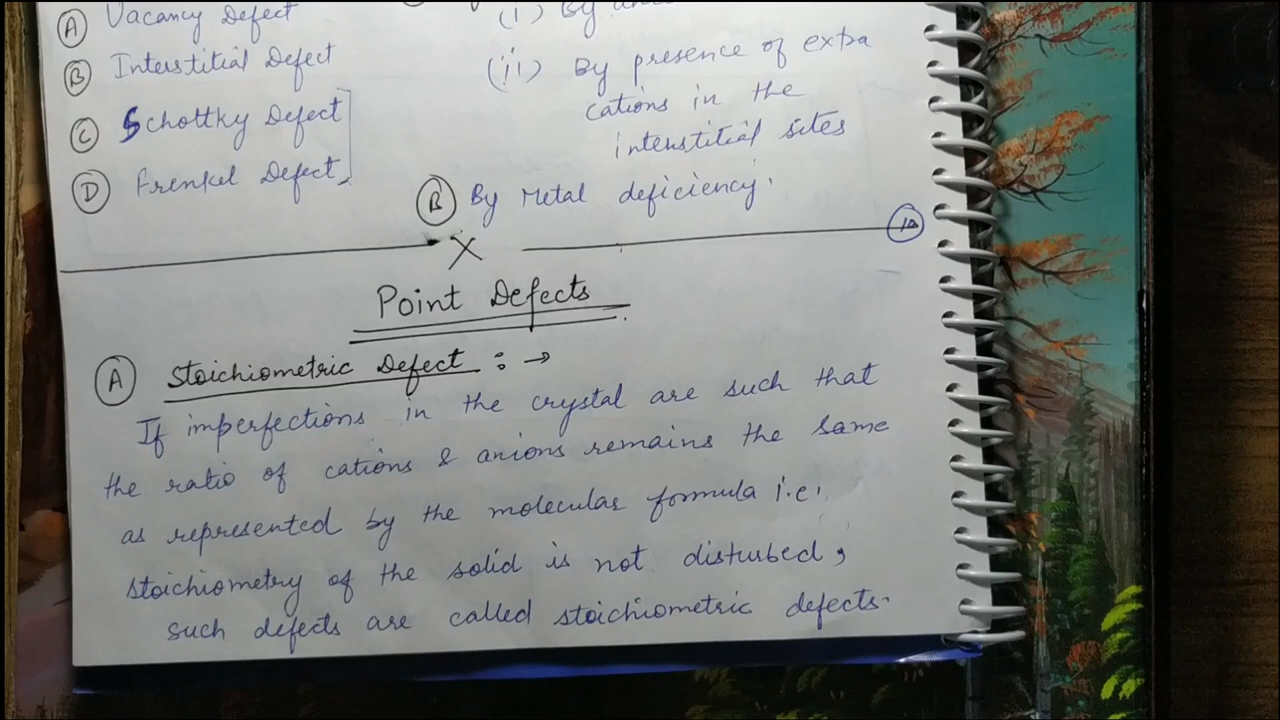 (A) Vacancy Defect
(B) Interstitial Defect
(C) Schottky Defect
(D) Frenkel Defect
(i) By
(ii) By presence of extra
cations in the
interstitial sites
(B) By Metal deficiency.
X
Point Defects
(A) Stoichiometric Defect : →
If imperfections in the crystal are such that
the ratio of cations & anions remains the same
as represented by the molecular formula i.e.
stoichiometry of the solid is not disturbed,
such defects are called stoichiometric defects.